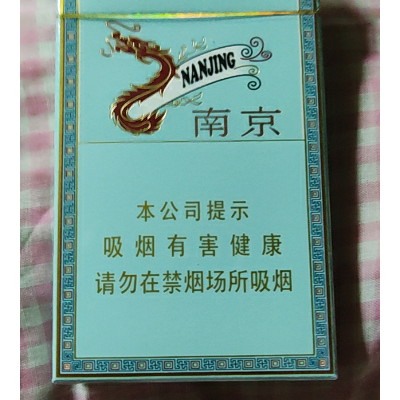 NANJING
南京
本公司提示
吸烟有害健康
请勿在禁烟场所吸烟